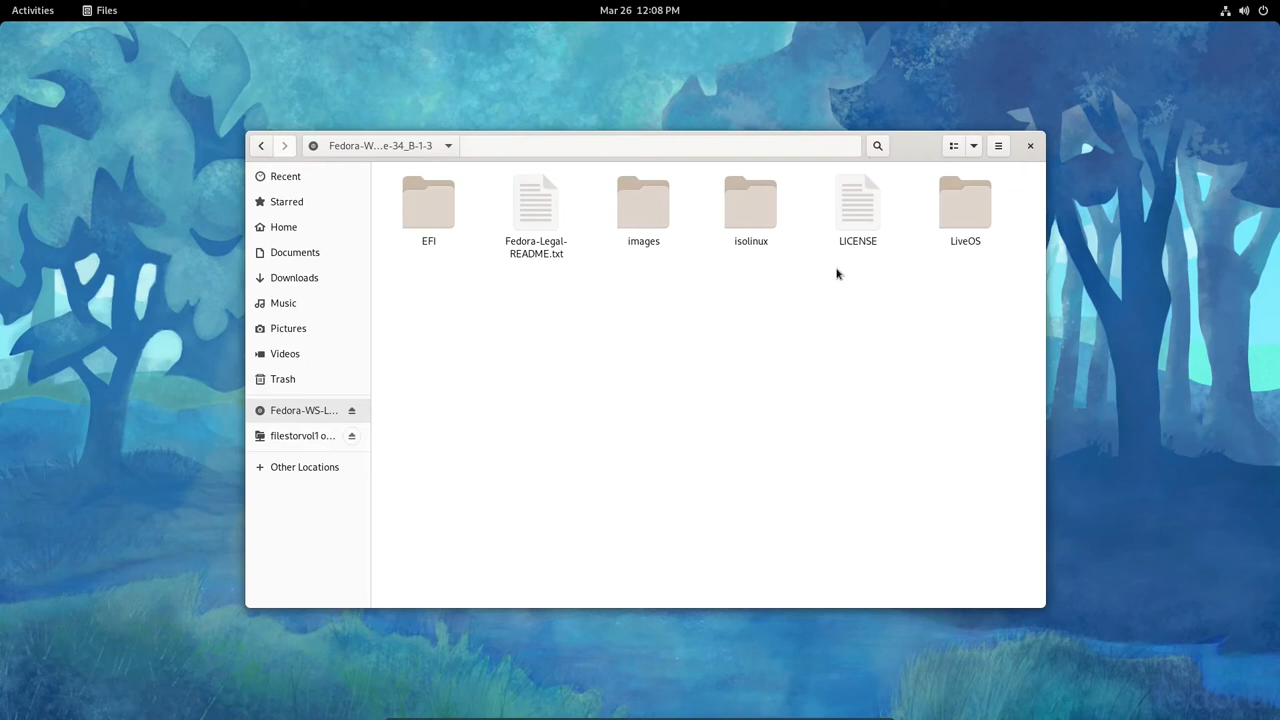 Activities
Files
Mar 26 12:08 PM
Fedora-W…e-34_B-1-3
Recent
Starred
Home
Documents
Downloads
Music
Pictures
Videos
Trash
Fedora-WS-L…
filestorvol1 o…
Other Locations
EFI
Fedora-Legal-
README.txt
images
isolinux
LICENSE
LiveOS